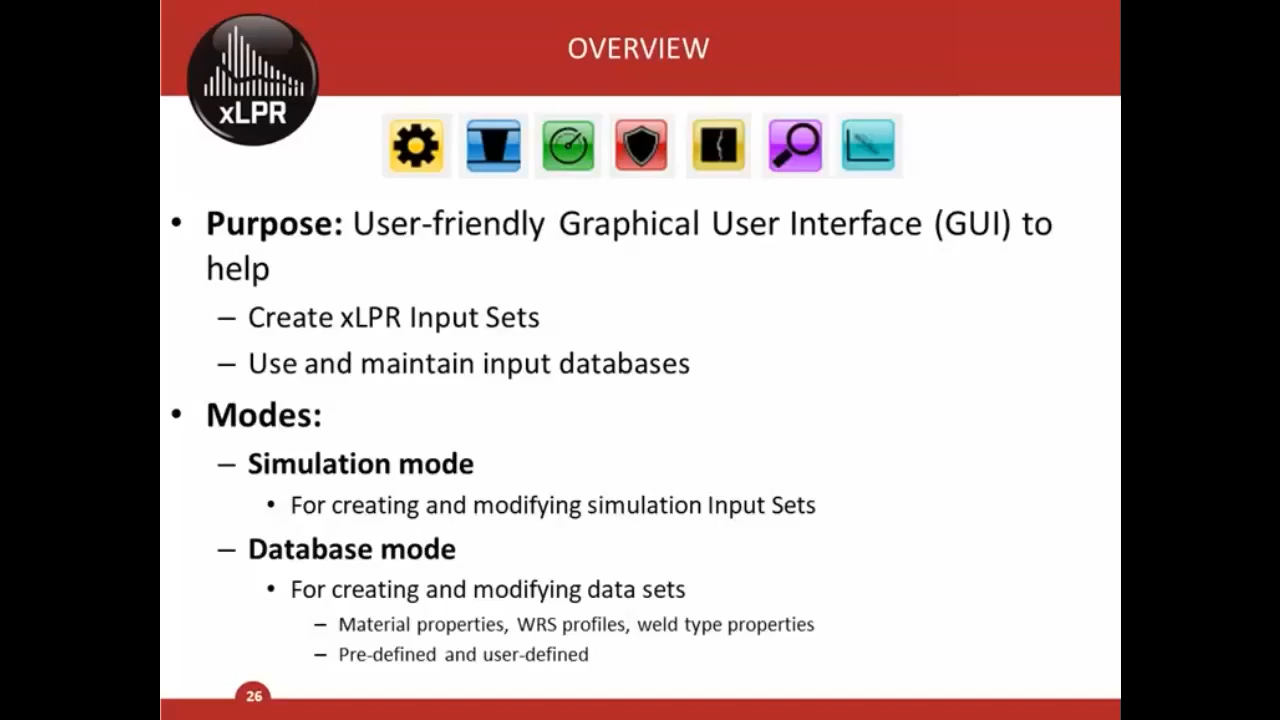 OVERVIEW
xLPR
• Purpose: User-friendly Graphical User Interface (GUI) to
help
– Create xLPR Input Sets
– Use and maintain input databases
• Modes:
– Simulation mode
• For creating and modifying simulation Input Sets
– Database mode
• For creating and modifying data sets
– Material properties, WRS profiles, weld type properties
– Pre-defined and user-defined
26